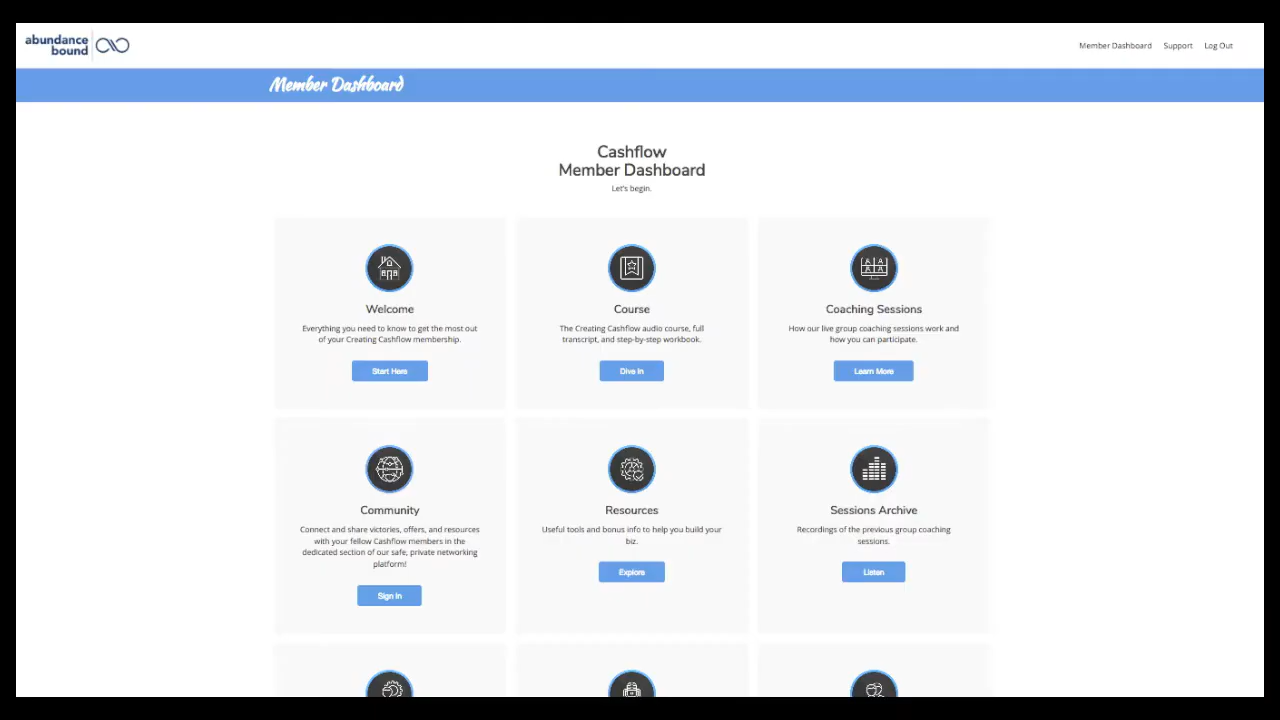 abundance
bound
Member Dashboard
Support
Log Out
Member Dashboard
Cashflow
Member Dashboard
Let's begin.
Welcome
Everything you need to know to get the most out
of your Creating Cashflow membership.
Start Here
Course
The Creating Cashflow audio course, full
transcript, and step-by-step workbook.
Dive In
Coaching Sessions
How our live group coaching sessions work and
how you can participate.
Learn More
Community
Connect and share victories, offers, and resources
with your fellow Cashflow members in the
dedicated section of our safe, private networking
platform!
Sign In
Resources
Useful tools and bonus info to help you build your
biz.
Explore
Sessions Archive
Recordings of the previous group coaching
sessions.
Listen